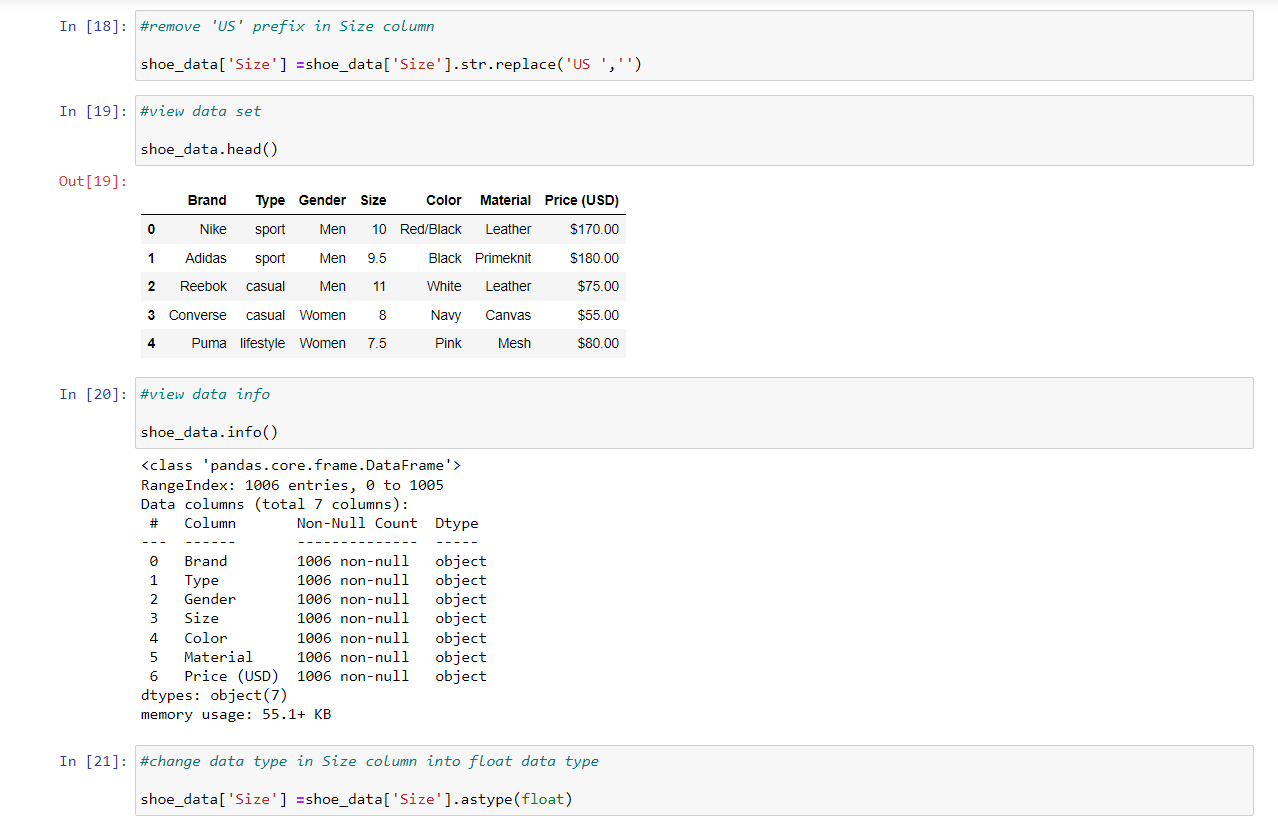 In [18]: #remove 'US' prefix in Size column
shoe_data['Size'] =shoe_data['Size'].str.replace('US ','')
In [19]: #view data set
shoe_data.head()
Out[19]:
Brand Type Gender Size Color Material Price (USD)
0 Nike sport Men 10 Red/Black Leather $170.00
1 Adidas sport Men 9.5 Black Primeknit $180.00
2 Reebok casual Men 11 White Leather $75.00
3 Converse casual Women 8 Navy Canvas $55.00
4 Puma lifestyle Women 7.5 Pink Mesh $80.00
In [20]: #view data info
shoe_data.info()
<class 'pandas.core.frame.DataFrame'>
RangeIndex: 1006 entries, 0 to 1005
Data columns (total 7 columns):
# Column Non-Null Count Dtype
--- ------ -------------- -----
0 Brand 1006 non-null object
1 Type 1006 non-null object
2 Gender 1006 non-null object
3 Size 1006 non-null object
4 Color 1006 non-null object
5 Material 1006 non-null object
6 Price (USD) 1006 non-null object
dtypes: object(7)
memory usage: 55.1+ KB
In [21]: #change data type in Size column into float data type
shoe_data['Size'] =shoe_data['Size'].astype(float)